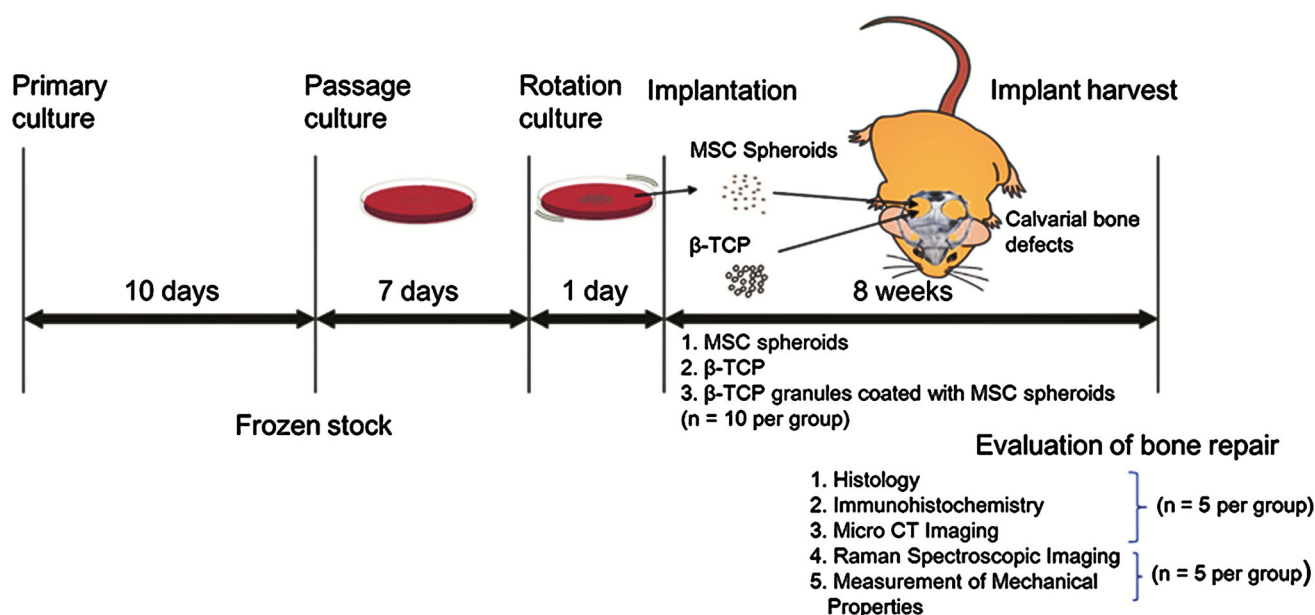 Primary
culture
Passage
culture
Rotation
culture
Implantation
Implant harvest
MSC Spheroids
β-TCP
Calvarial bone
defects
10 days
7 days
1 day
8 weeks
1. MSC spheroids
2. β-TCP
3. β-TCP granules coated with MSC spheroids
(n = 10 per group)
Frozen stock
Evaluation of bone repair
1. Histology
2. Immunohistochemistry
3. Micro CT Imaging
(n = 5 per group)
4. Raman Spectroscopic Imaging
5. Measurement of Mechanical
Properties
(n = 5 per group)